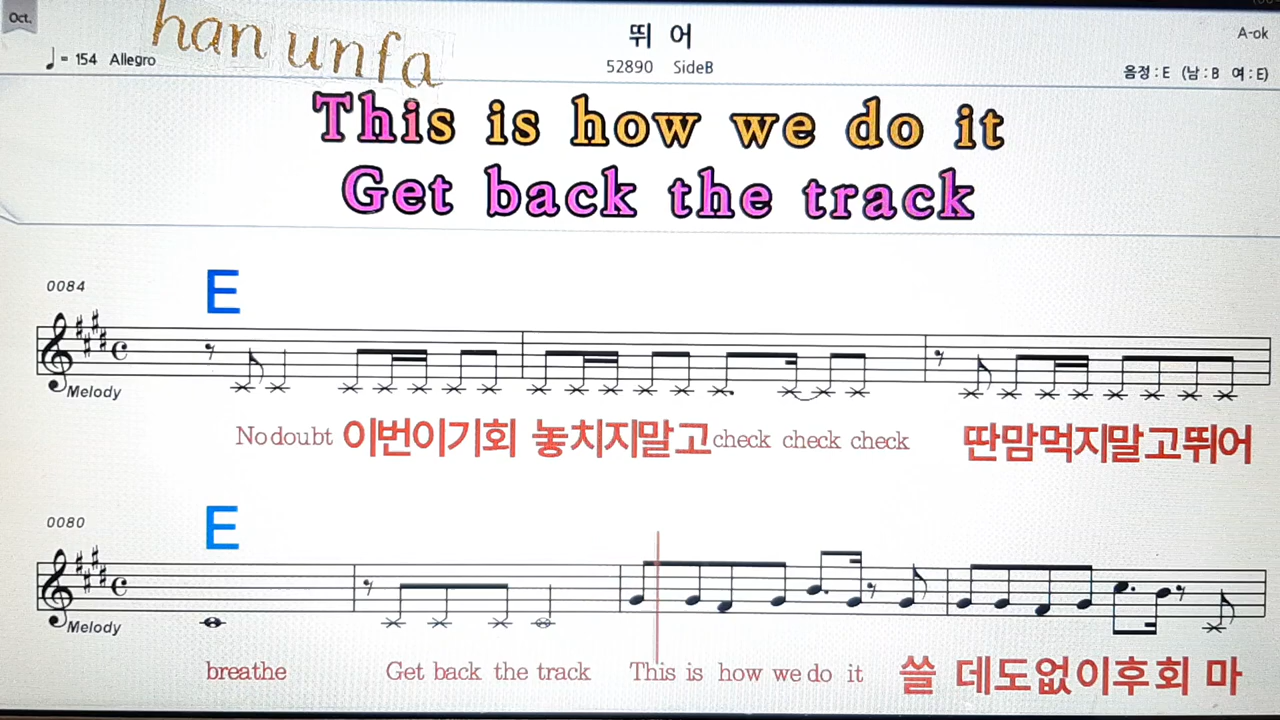 Oct.
han unfa
뛰 어
A-ok
♩= 154 Allegro
52890 SideB
음정 : E (남 : B 여 : E)
This is how we do it
Get back the track
0084
E
Melody
No doubt 이번이기회 놓치지말고 check check check 딴맘먹지말고뛰어
0080
E
Melody
breathe Get back the track This is how we do it 쓸 데도없이후회 마